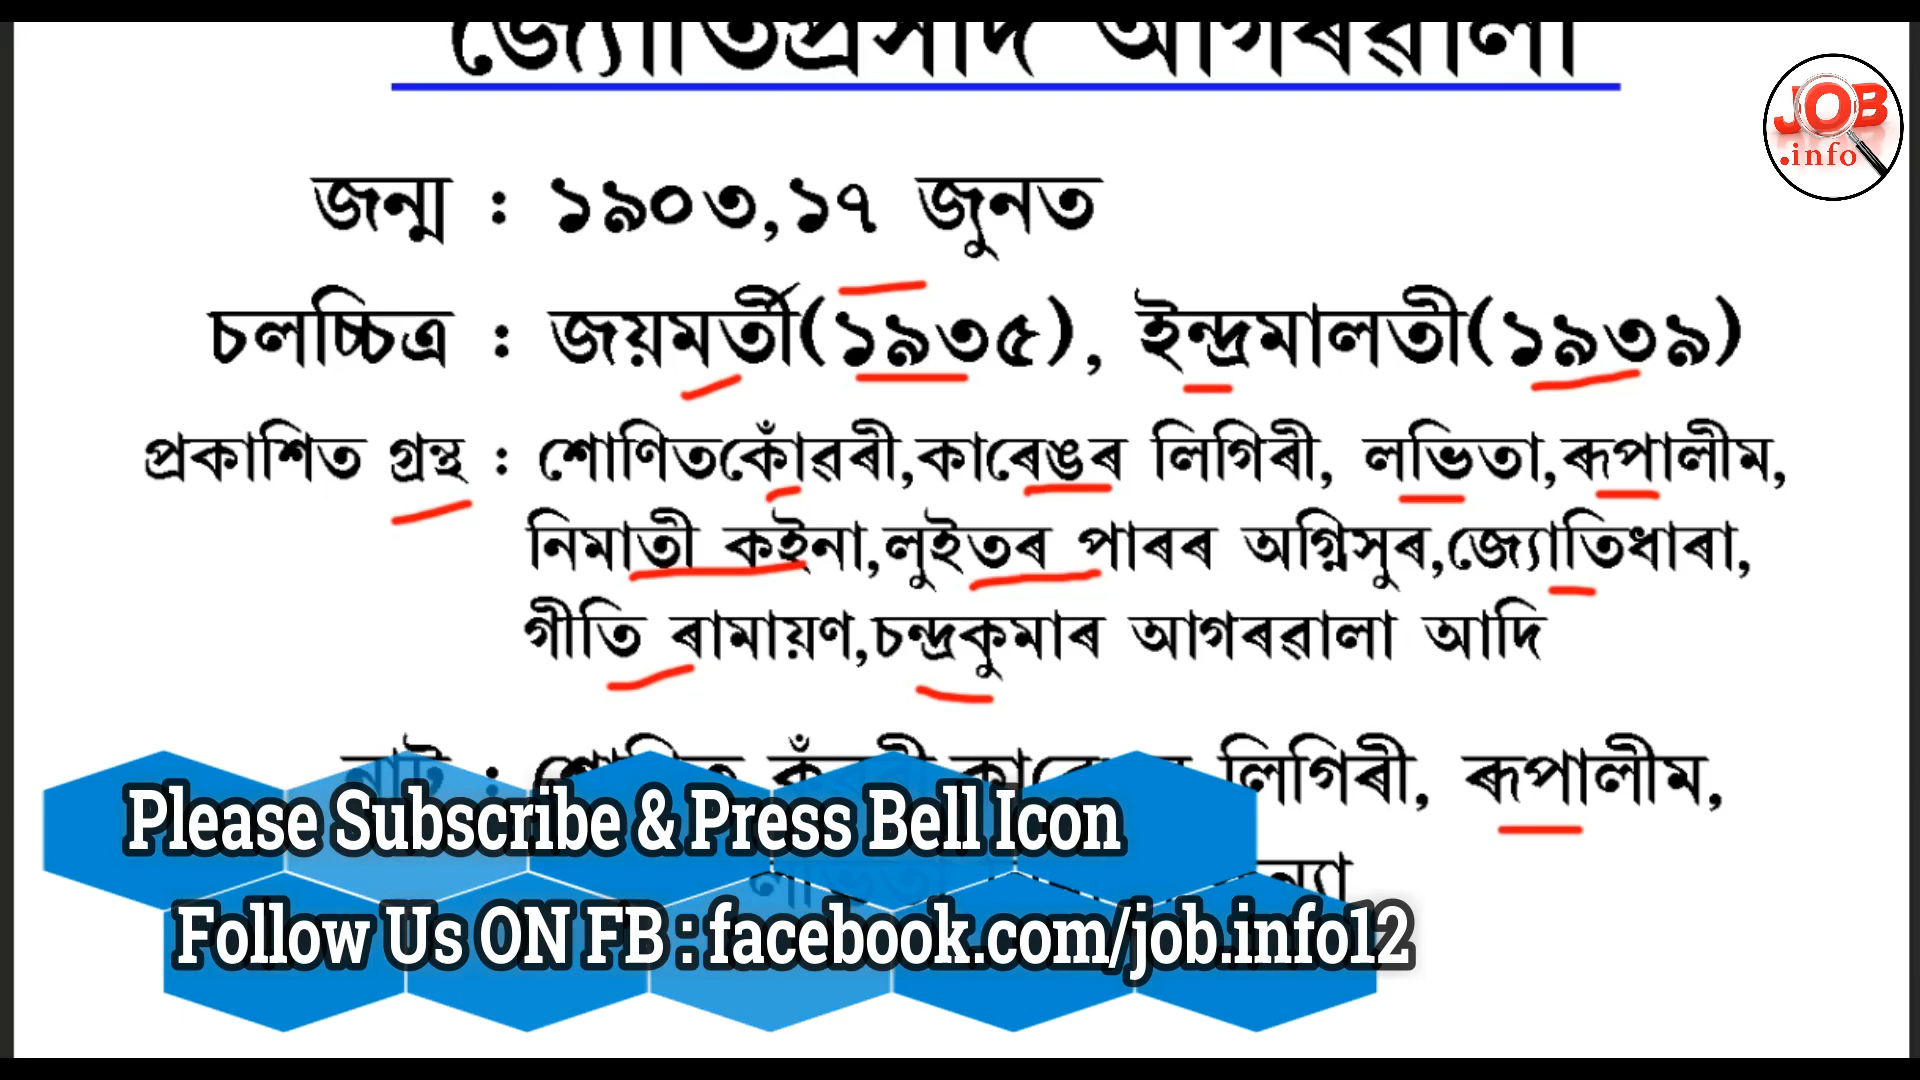 জ্যোতিপ্ৰসাদ আগৰৱালা
JOB
.info
জন্ম : ১৯০৩,১৭ জুনত
চলচ্চিত্ৰ : জয়মতী(১৯৩৫), ইন্দ্ৰমালতী(১৯৩৯)
প্ৰকাশিত গ্ৰন্থ : শোণিতকোঁৱৰী,কাৰেঙৰ লিগিৰী, লভিতা,ৰূপালীম,
নিমাতী কইনা,লুইতৰ পাৰৰ অগ্নিসুৰ,জ্যোতিধাৰা,
গীতি ৰামায়ণ,চন্দ্ৰকুমাৰ আগৰৱালা আদি
নাট : লিগিৰী, ৰূপালীম,
Please Subscribe & Press Bell Icon
Follow Us ON FB : facebook.com/job.info12